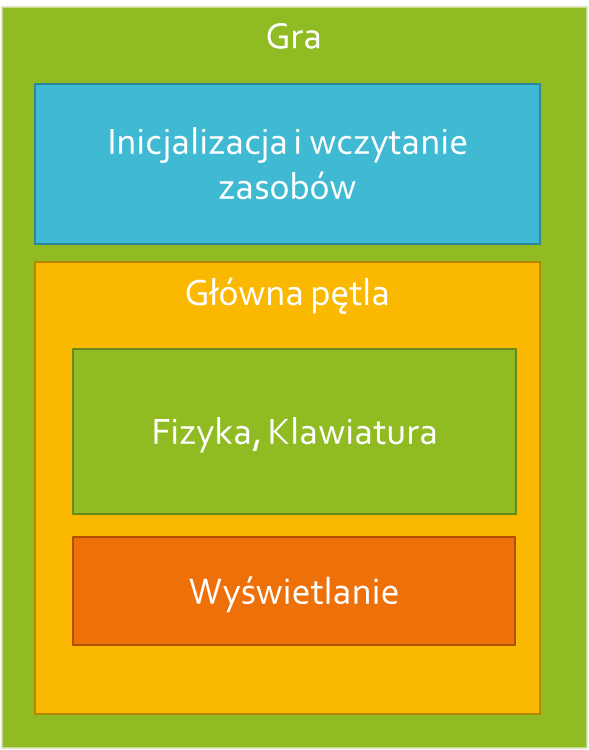 Gra
Inicjalizacja i wczytanie
zasobów
Główna pętla
Fizyka, Klawiatura
Wyświetlanie